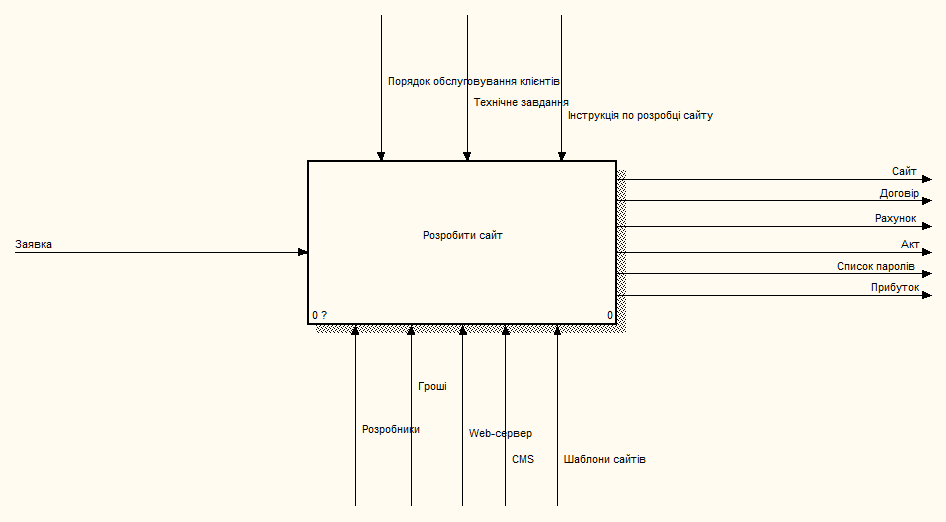 Порядок обслуговування клієнтів
Технічне завдання
Інструкція по розробці сайту
Сайт
Договір
Рахунок
Заявка
Розробити сайт
Акт
Список паролів
Прибуток
0 ?
0
Гроші
Розробники
Web-сервер
CMS
Шаблони сайтів